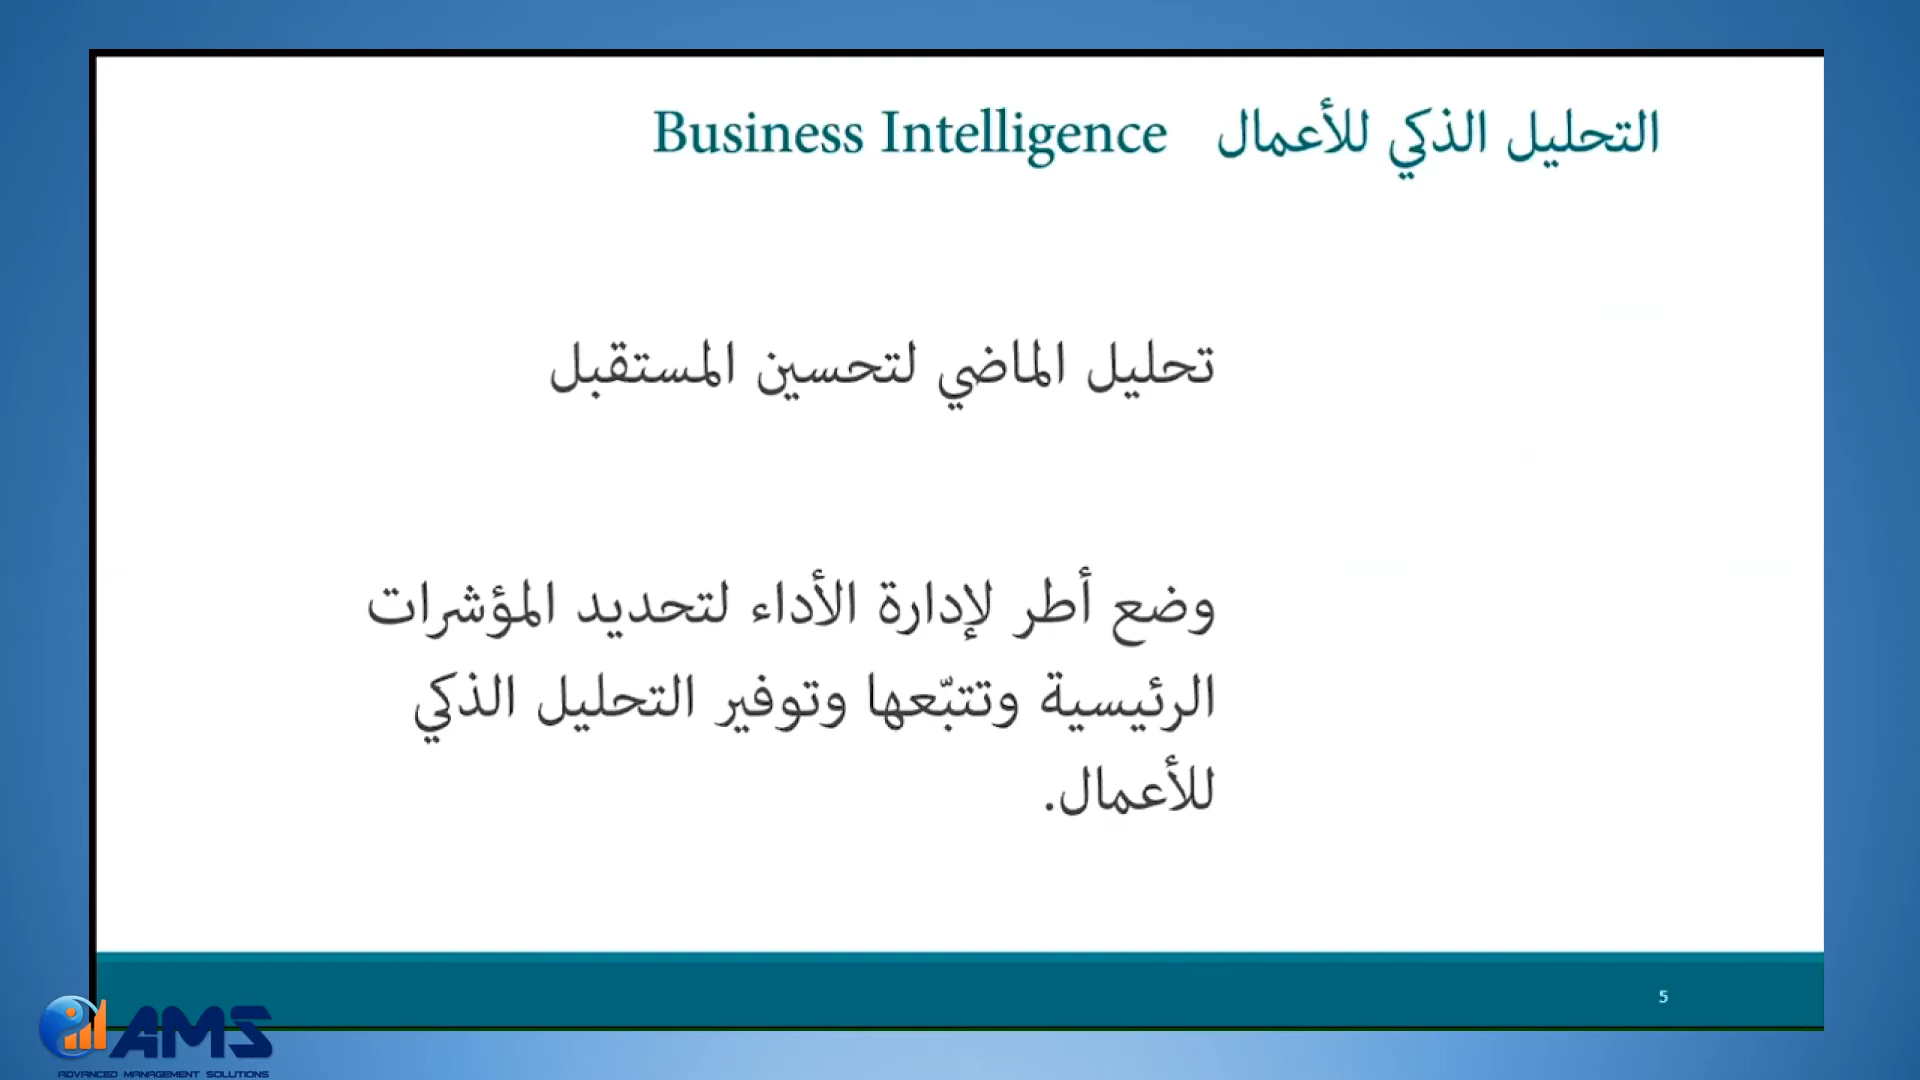 التحليل الذكي للأعمال Business Intelligence
تحليل الماضي لتحسين المستقبل
وضع أطر لإدارة الأداء لتحديد المؤشرات
الرئيسية وتتبّعها وتوفير التحليل الذكي
للأعمال.
5
AMS
ADVANCED MANAGEMENT SOLUTIONS